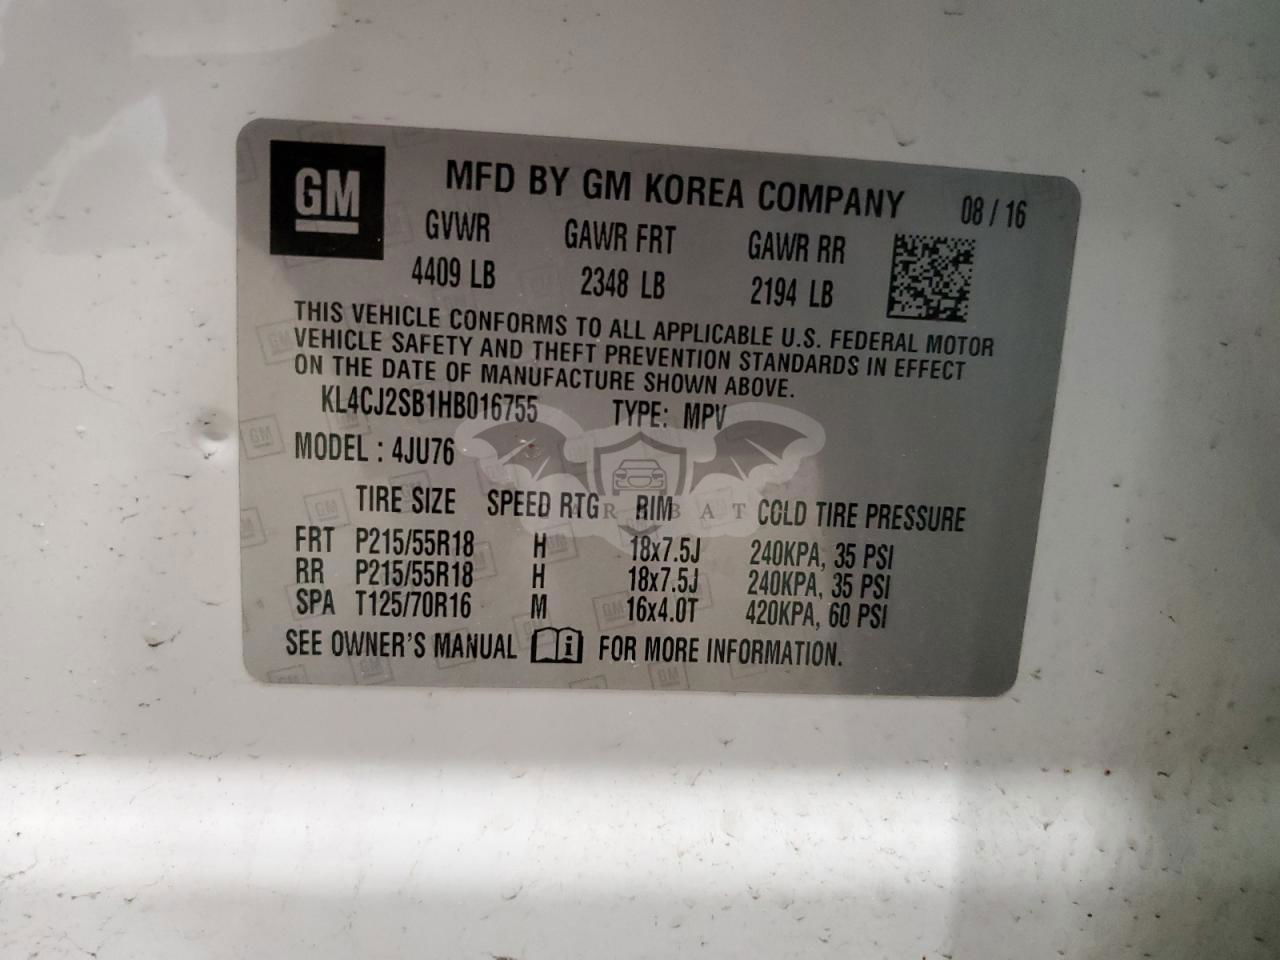 GM
MFD BY GM KOREA COMPANY 08 / 16
GVWR GAWR FRT GAWR RR
4409 LB 2348 LB 2194 LB
THIS VEHICLE CONFORMS TO ALL APPLICABLE U.S. FEDERAL MOTOR
VEHICLE SAFETY AND THEFT PREVENTION STANDARDS IN EFFECT
ON THE DATE OF MANUFACTURE SHOWN ABOVE.
KL4CJ2SB1HB016755 TYPE: MPV
MODEL : 4JU76
TIRE SIZE SPEED RTG RIM COLD TIRE PRESSURE
FRT P215/55R18 H 18x7.5J 240KPA, 35 PSI
RR P215/55R18 H 18x7.5J 240KPA, 35 PSI
SPA T125/70R16 M 16x4.0T 420KPA, 60 PSI
SEE OWNER'S MANUAL FOR MORE INFORMATION.